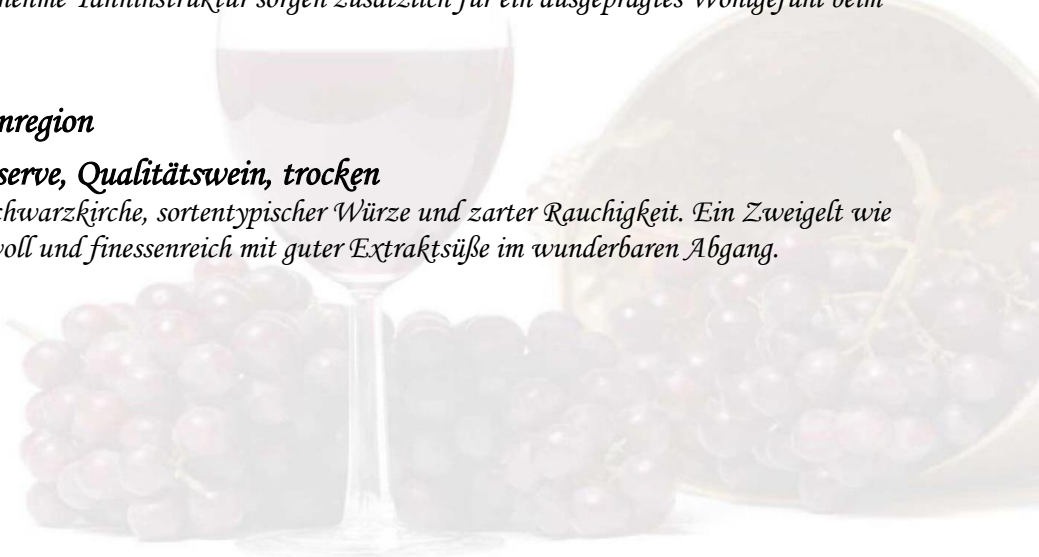 nehme Tanninstruktur sorgen zusätzlich für ein ausgeprägtes Wohlgefühl beim
nregion
serve, Qualitätswein, trocken
chwarzkirche, sortentypischer Würze und zarter Rauchigkeit. Ein Zweigelt wie
voll und finessenreich mit guter Extraktsüße im wunderbaren Abgang.